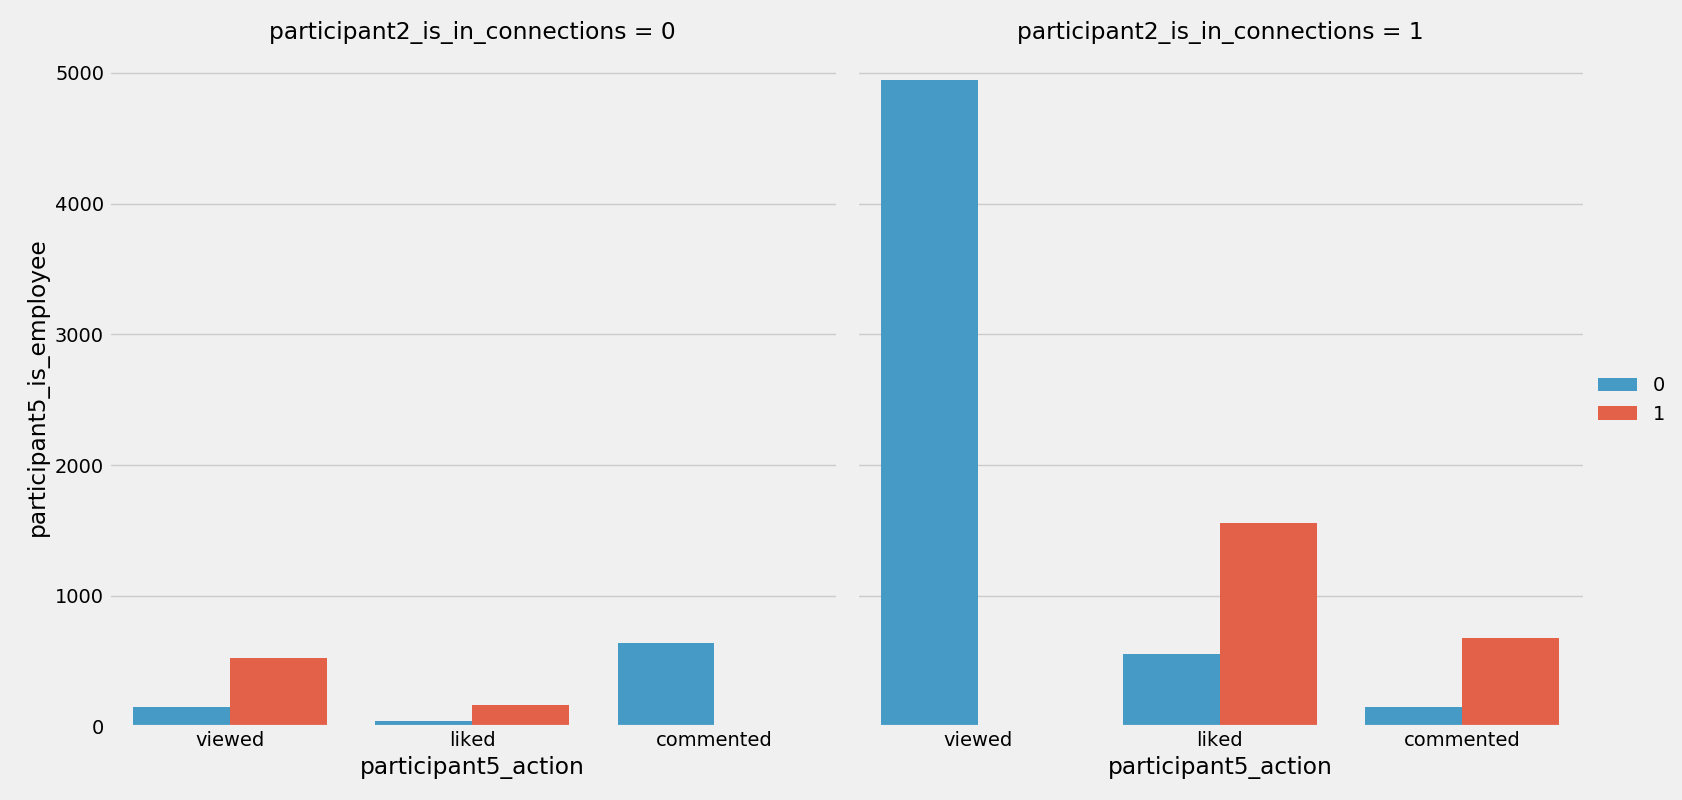 participant2_is_in_connections = 0
participant2_is_in_connections = 1
participant5_is_employee
5000
4000
3000
2000
1000
0
viewed
liked
commented
viewed
liked
commented
participant5_action
participant5_action
0
1